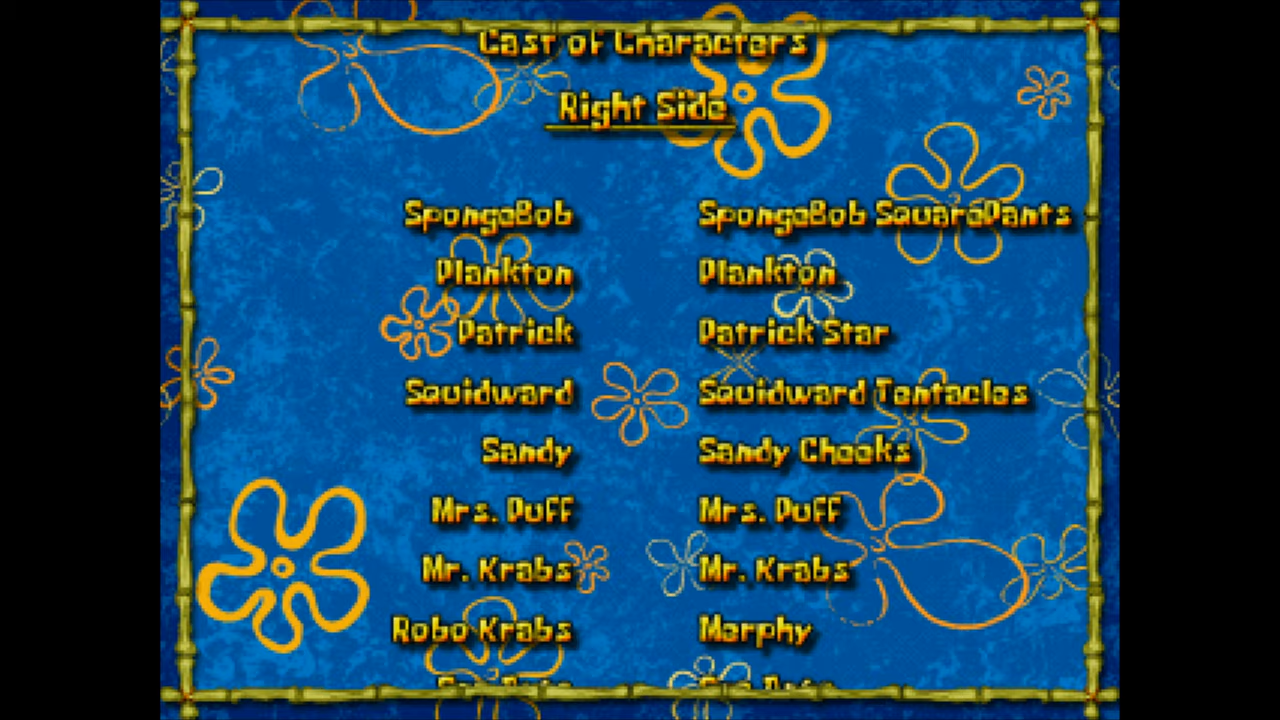 Cast of Characters
Right Side
SpongeBob SpongeBob SquarePants
Plankton Plankton
Patrick Patrick Star
Squidward Squidward Tentacles
Sandy Sandy Cheeks
Mrs. Puff Mrs. Puff
Mr. Krabs Mr. Krabs
Robo Krabs Morphy